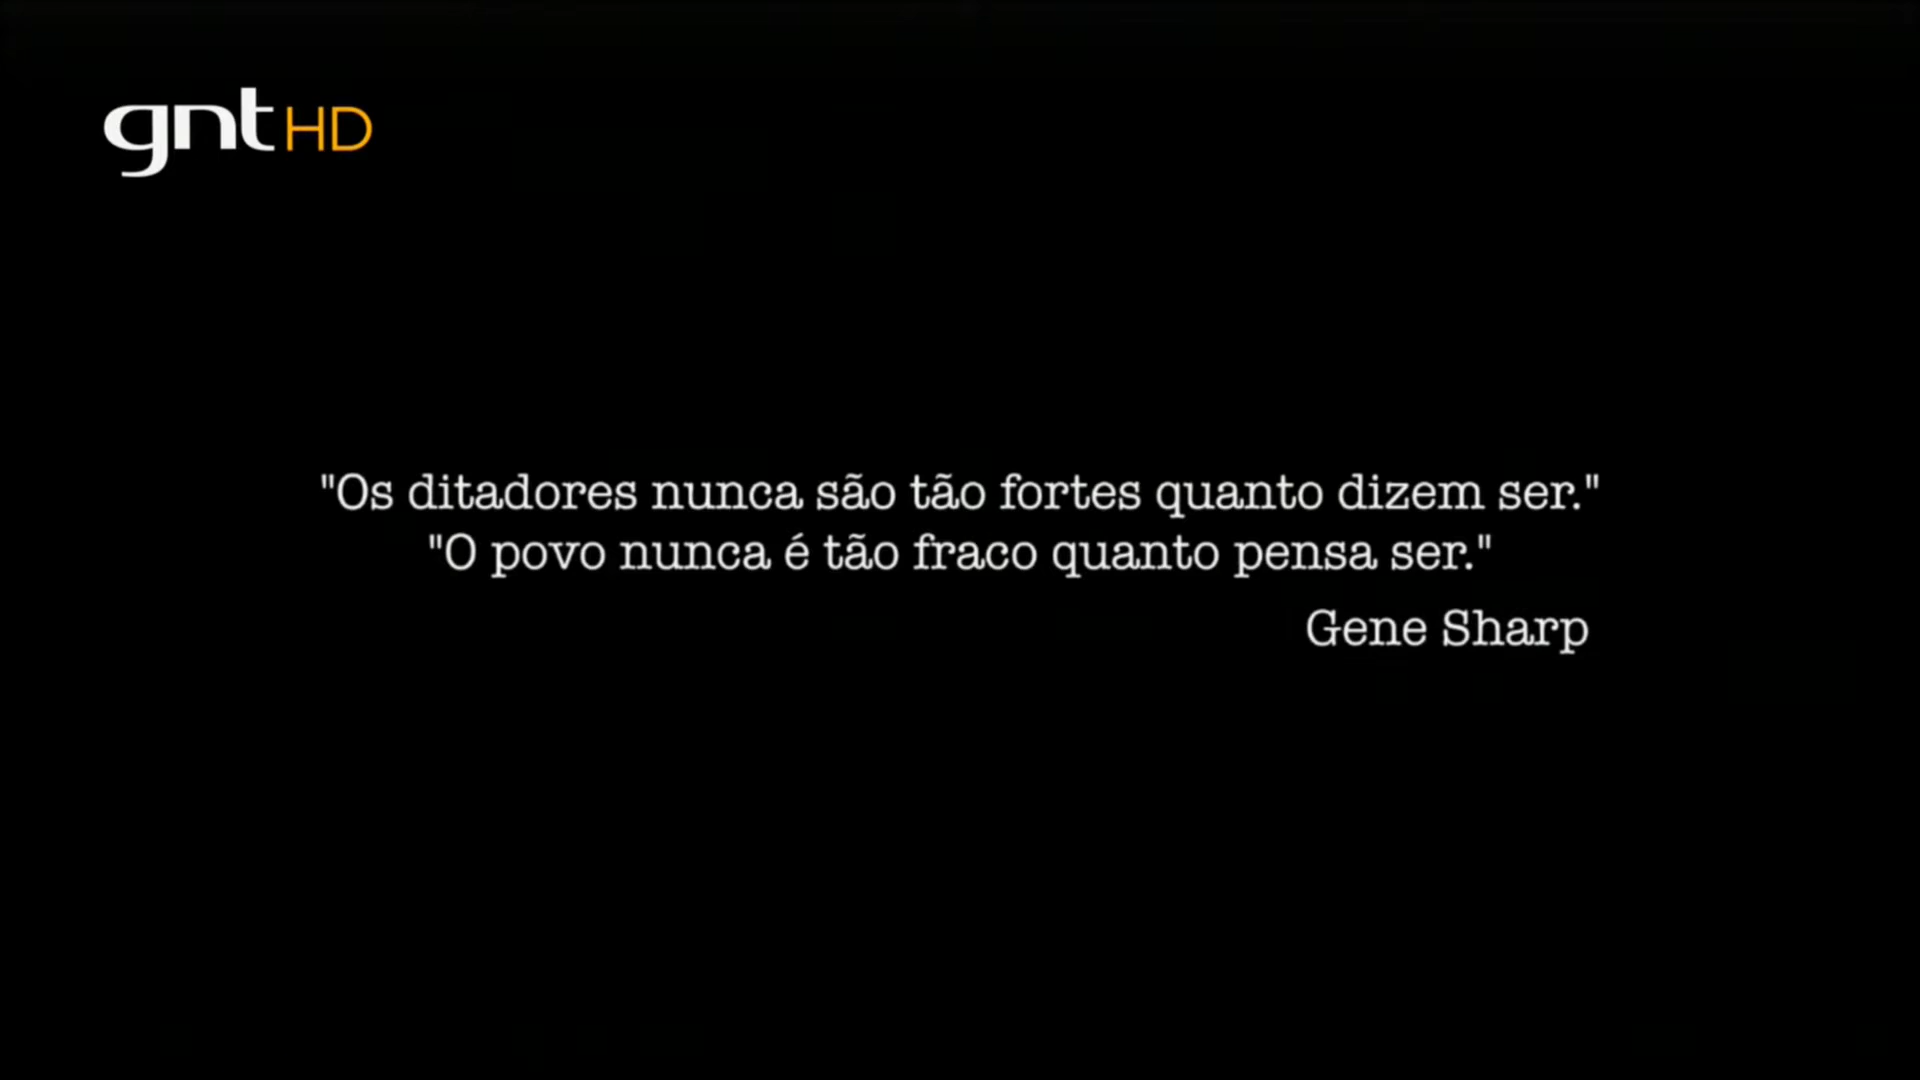 gnt HD
"Os ditadores nunca são tão fortes quanto dizem ser."
"O povo nunca é tão fraco quanto pensa ser."
Gene Sharp